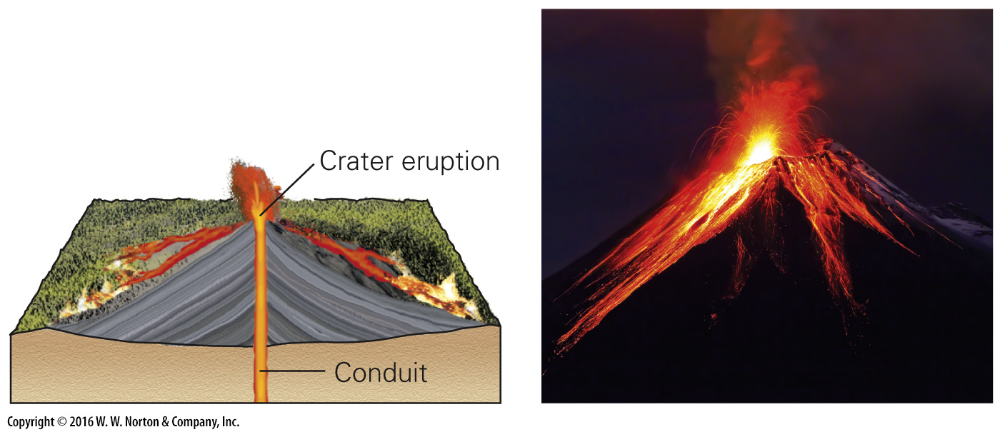 Crater eruption
Conduit
Copyright © 2016 W. W. Norton & Company, Inc.